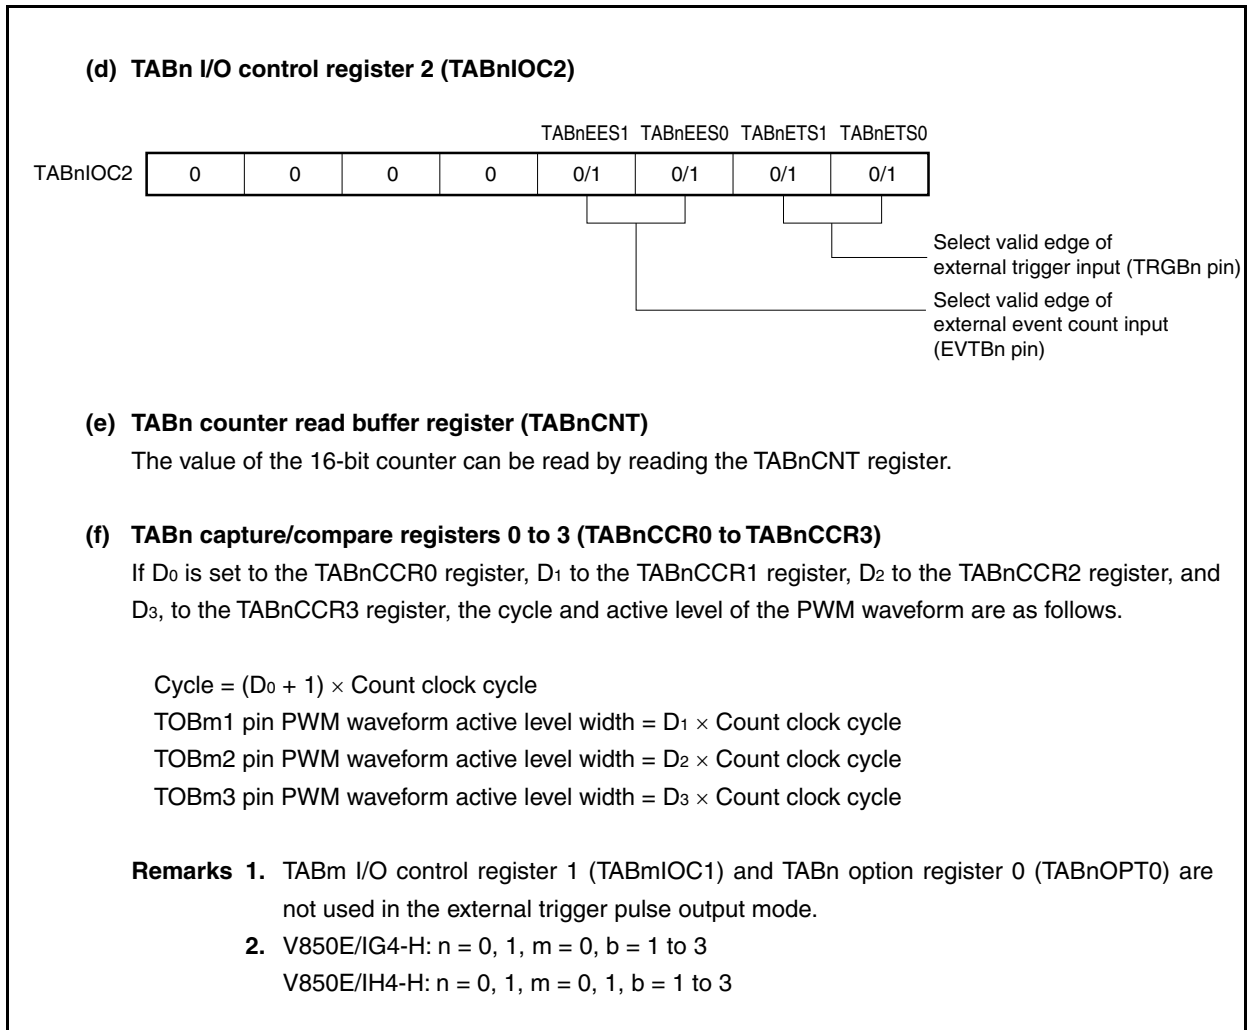 (d) TABn I/O control register 2 (TABnIOC2)
TABnEES1 TABnEES0 TABnETS1 TABnETS0
TABnIOC2 0 0 0 0 0/1 0/1 0/1 0/1
Select valid edge of
external trigger input (TRGBn pin)
Select valid edge of
external event count input
(EVTBn pin)
(e) TABn counter read buffer register (TABnCNT)
The value of the 16-bit counter can be read by reading the TABnCNT register.
(f) TABn capture/compare registers 0 to 3 (TABnCCR0 to TABnCCR3)
If D0 is set to the TABnCCR0 register, D1 to the TABnCCR1 register, D2 to the TABnCCR2 register, and
D3, to the TABnCCR3 register, the cycle and active level of the PWM waveform are as follows.
Cycle = (D0 + 1) × Count clock cycle
TOBm1 pin PWM waveform active level width = D1 × Count clock cycle
TOBm2 pin PWM waveform active level width = D2 × Count clock cycle
TOBm3 pin PWM waveform active level width = D3 × Count clock cycle
Remarks 1. TABm I/O control register 1 (TABmIOC1) and TABn option register 0 (TABnOPT0) are
not used in the external trigger pulse output mode.
2. V850E/IG4-H: n = 0, 1, m = 0, b = 1 to 3
V850E/IH4-H: n = 0, 1, m = 0, 1, b = 1 to 3